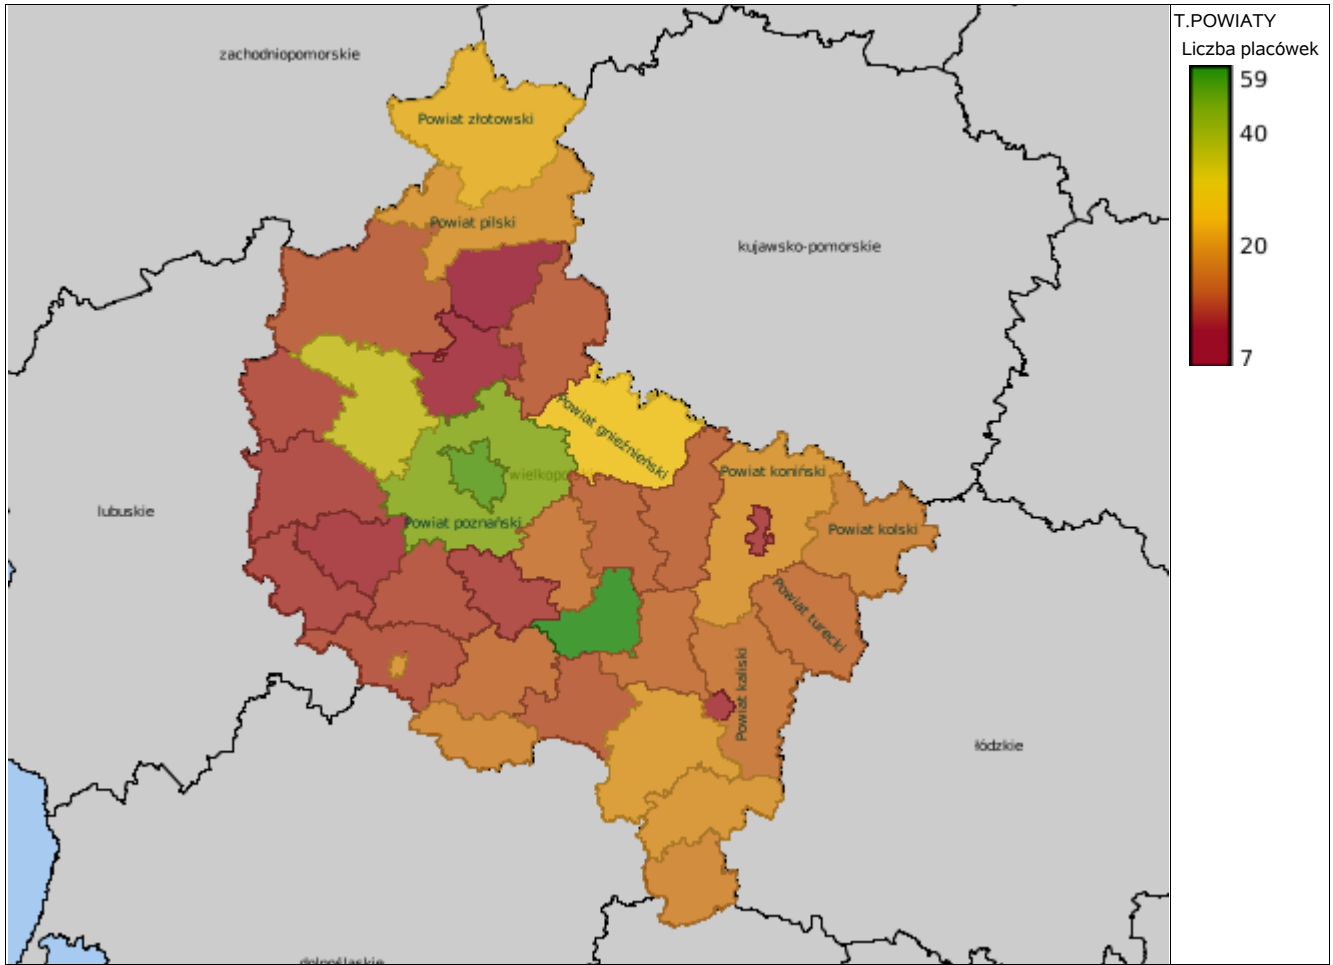 zachodniopomorskie
Powiat złotowski
Powiat pilski
kujawsko-pomorskie
Powiat gnieźnieński
Powiat koniński
lubuskie
Powiat poznański
Powiat kolski
Powiat turecki
Powiat kaliski
łódzkie
T.POWIATY
Liczba placówek
59
40
20
7